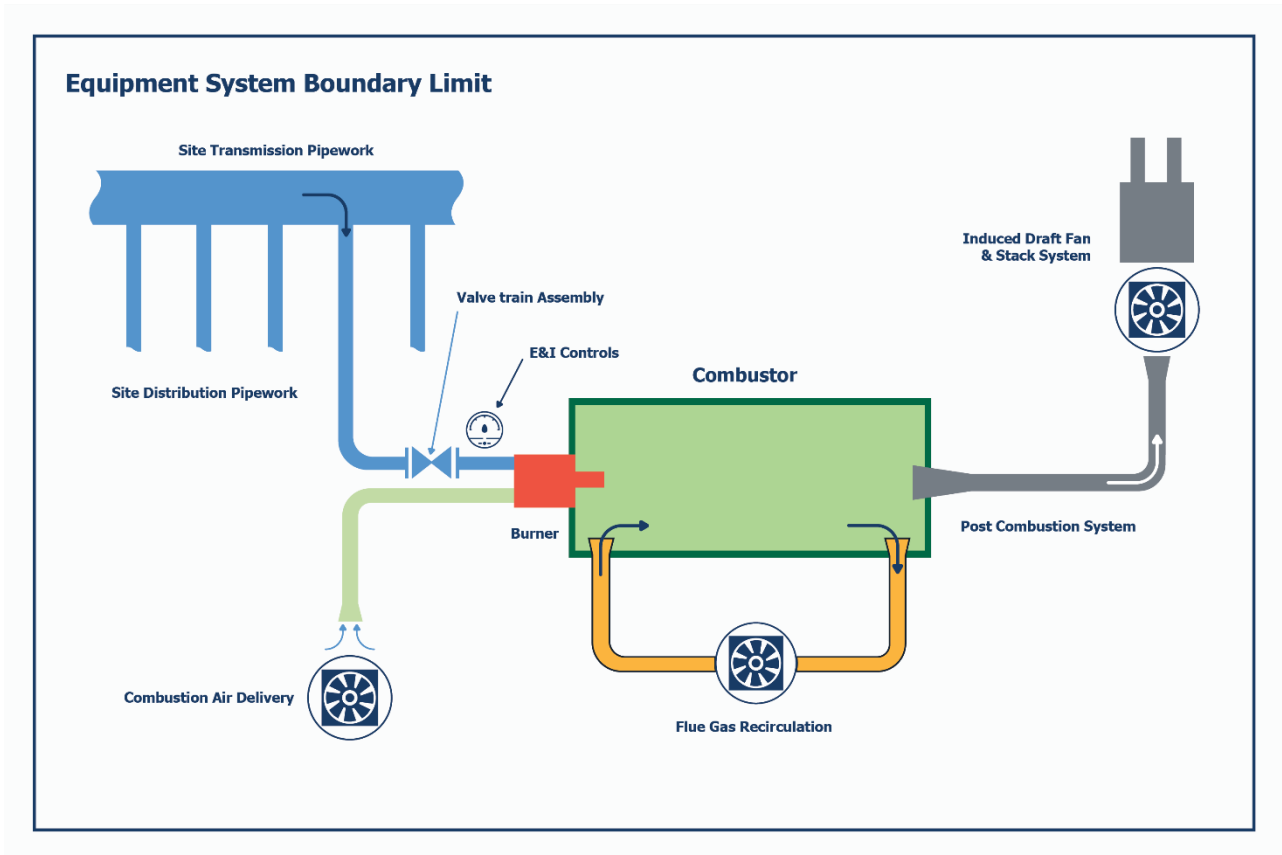 Equipment System Boundary Limit
Site Transmission Pipework
Induced Draft Fan
& Stack System
Valve train Assembly
E&I Controls
Site Distribution Pipework
Combustor
Burner
Post Combustion System
Combustion Air Delivery
Flue Gas Recirculation